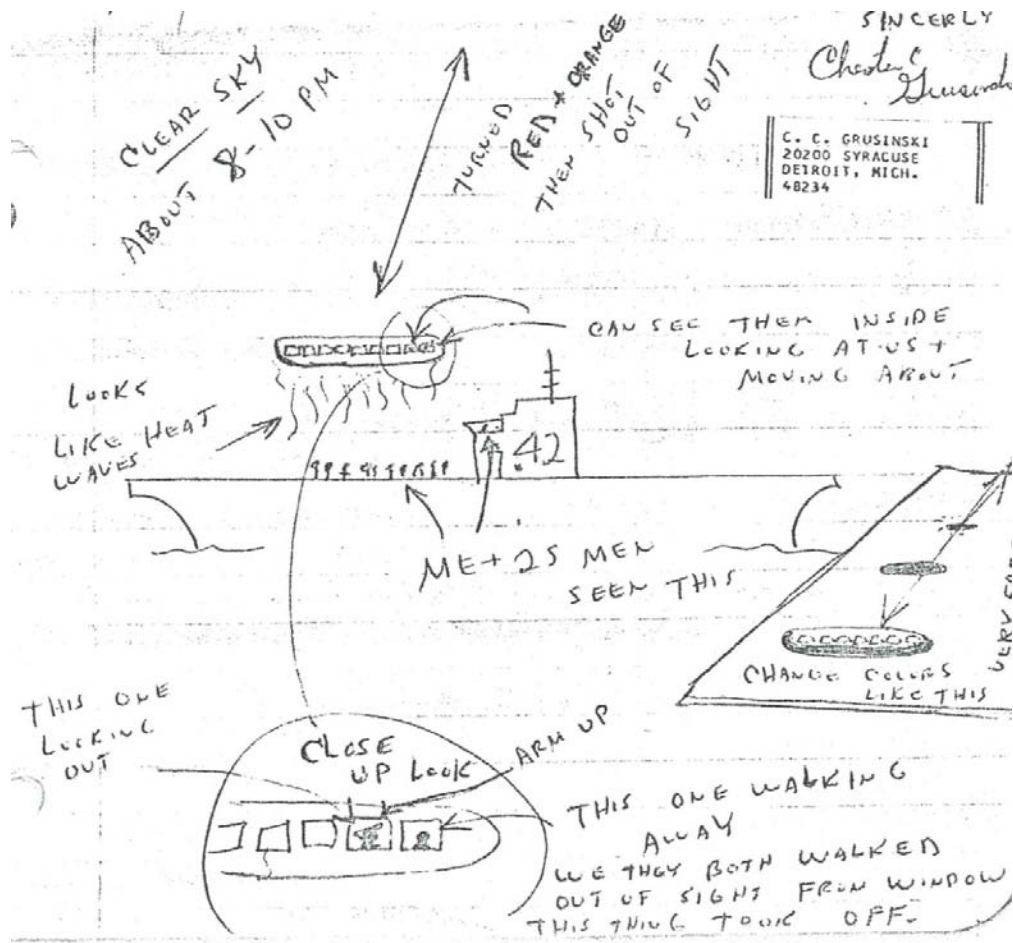 SINCERLY
C. C. GRUSINSKI
20200 SYRACUSE
DETROIT, MICH.
48234
CLEAR SKY
ABOUT 8-10 PM
TURNED
RED + ORANGE
THEN SHOT
OUT OF
SIGHT
CAN SEE THEM INSIDE
LOOKING AT US +
MOVING ABOUT
LOOKS
LIKE HEAT
WAVES
42
ME + 25 MEN
SEEN THIS
CHANGE COLORS
LIKE THIS
VERY
THIS ONE
LOOKING
OUT
CLOSE
UP LOOK
ARM UP
THIS ONE WALKING
AWAY
WE THEY BOTH WALKED
OUT OF SIGHT FROM WINDOW
THIS THING TOOK OFF.